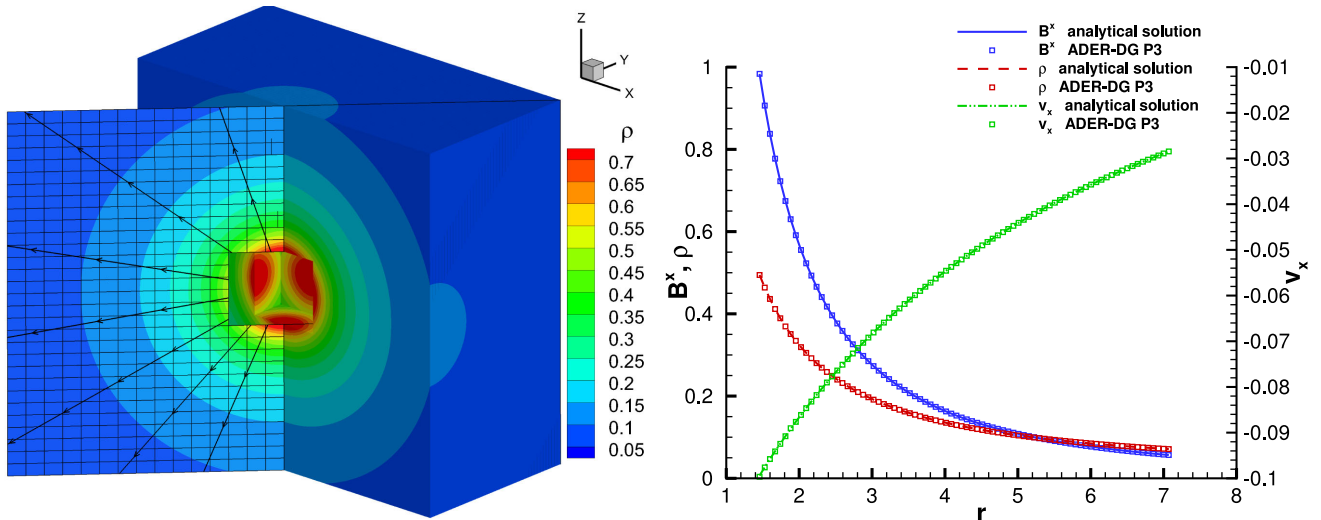 Z
Y
X
ρ
0.7
0.65
0.6
0.55
0.5
0.45
0.4
0.35
0.3
0.25
0.2
0.15
0.1
0.05
B^x analytical solution
B^x ADER-DG P3
ρ analytical solution
ρ ADER-DG P3
v_x analytical solution
v_x ADER-DG P3
B^x, ρ
1
0.8
0.6
0.4
0.2
0
1 2 3 4 5 6 7 8
r
-0.01
-0.02
-0.03
-0.04
-0.05
-0.06
-0.07
-0.08
-0.09
-0.1
v_x